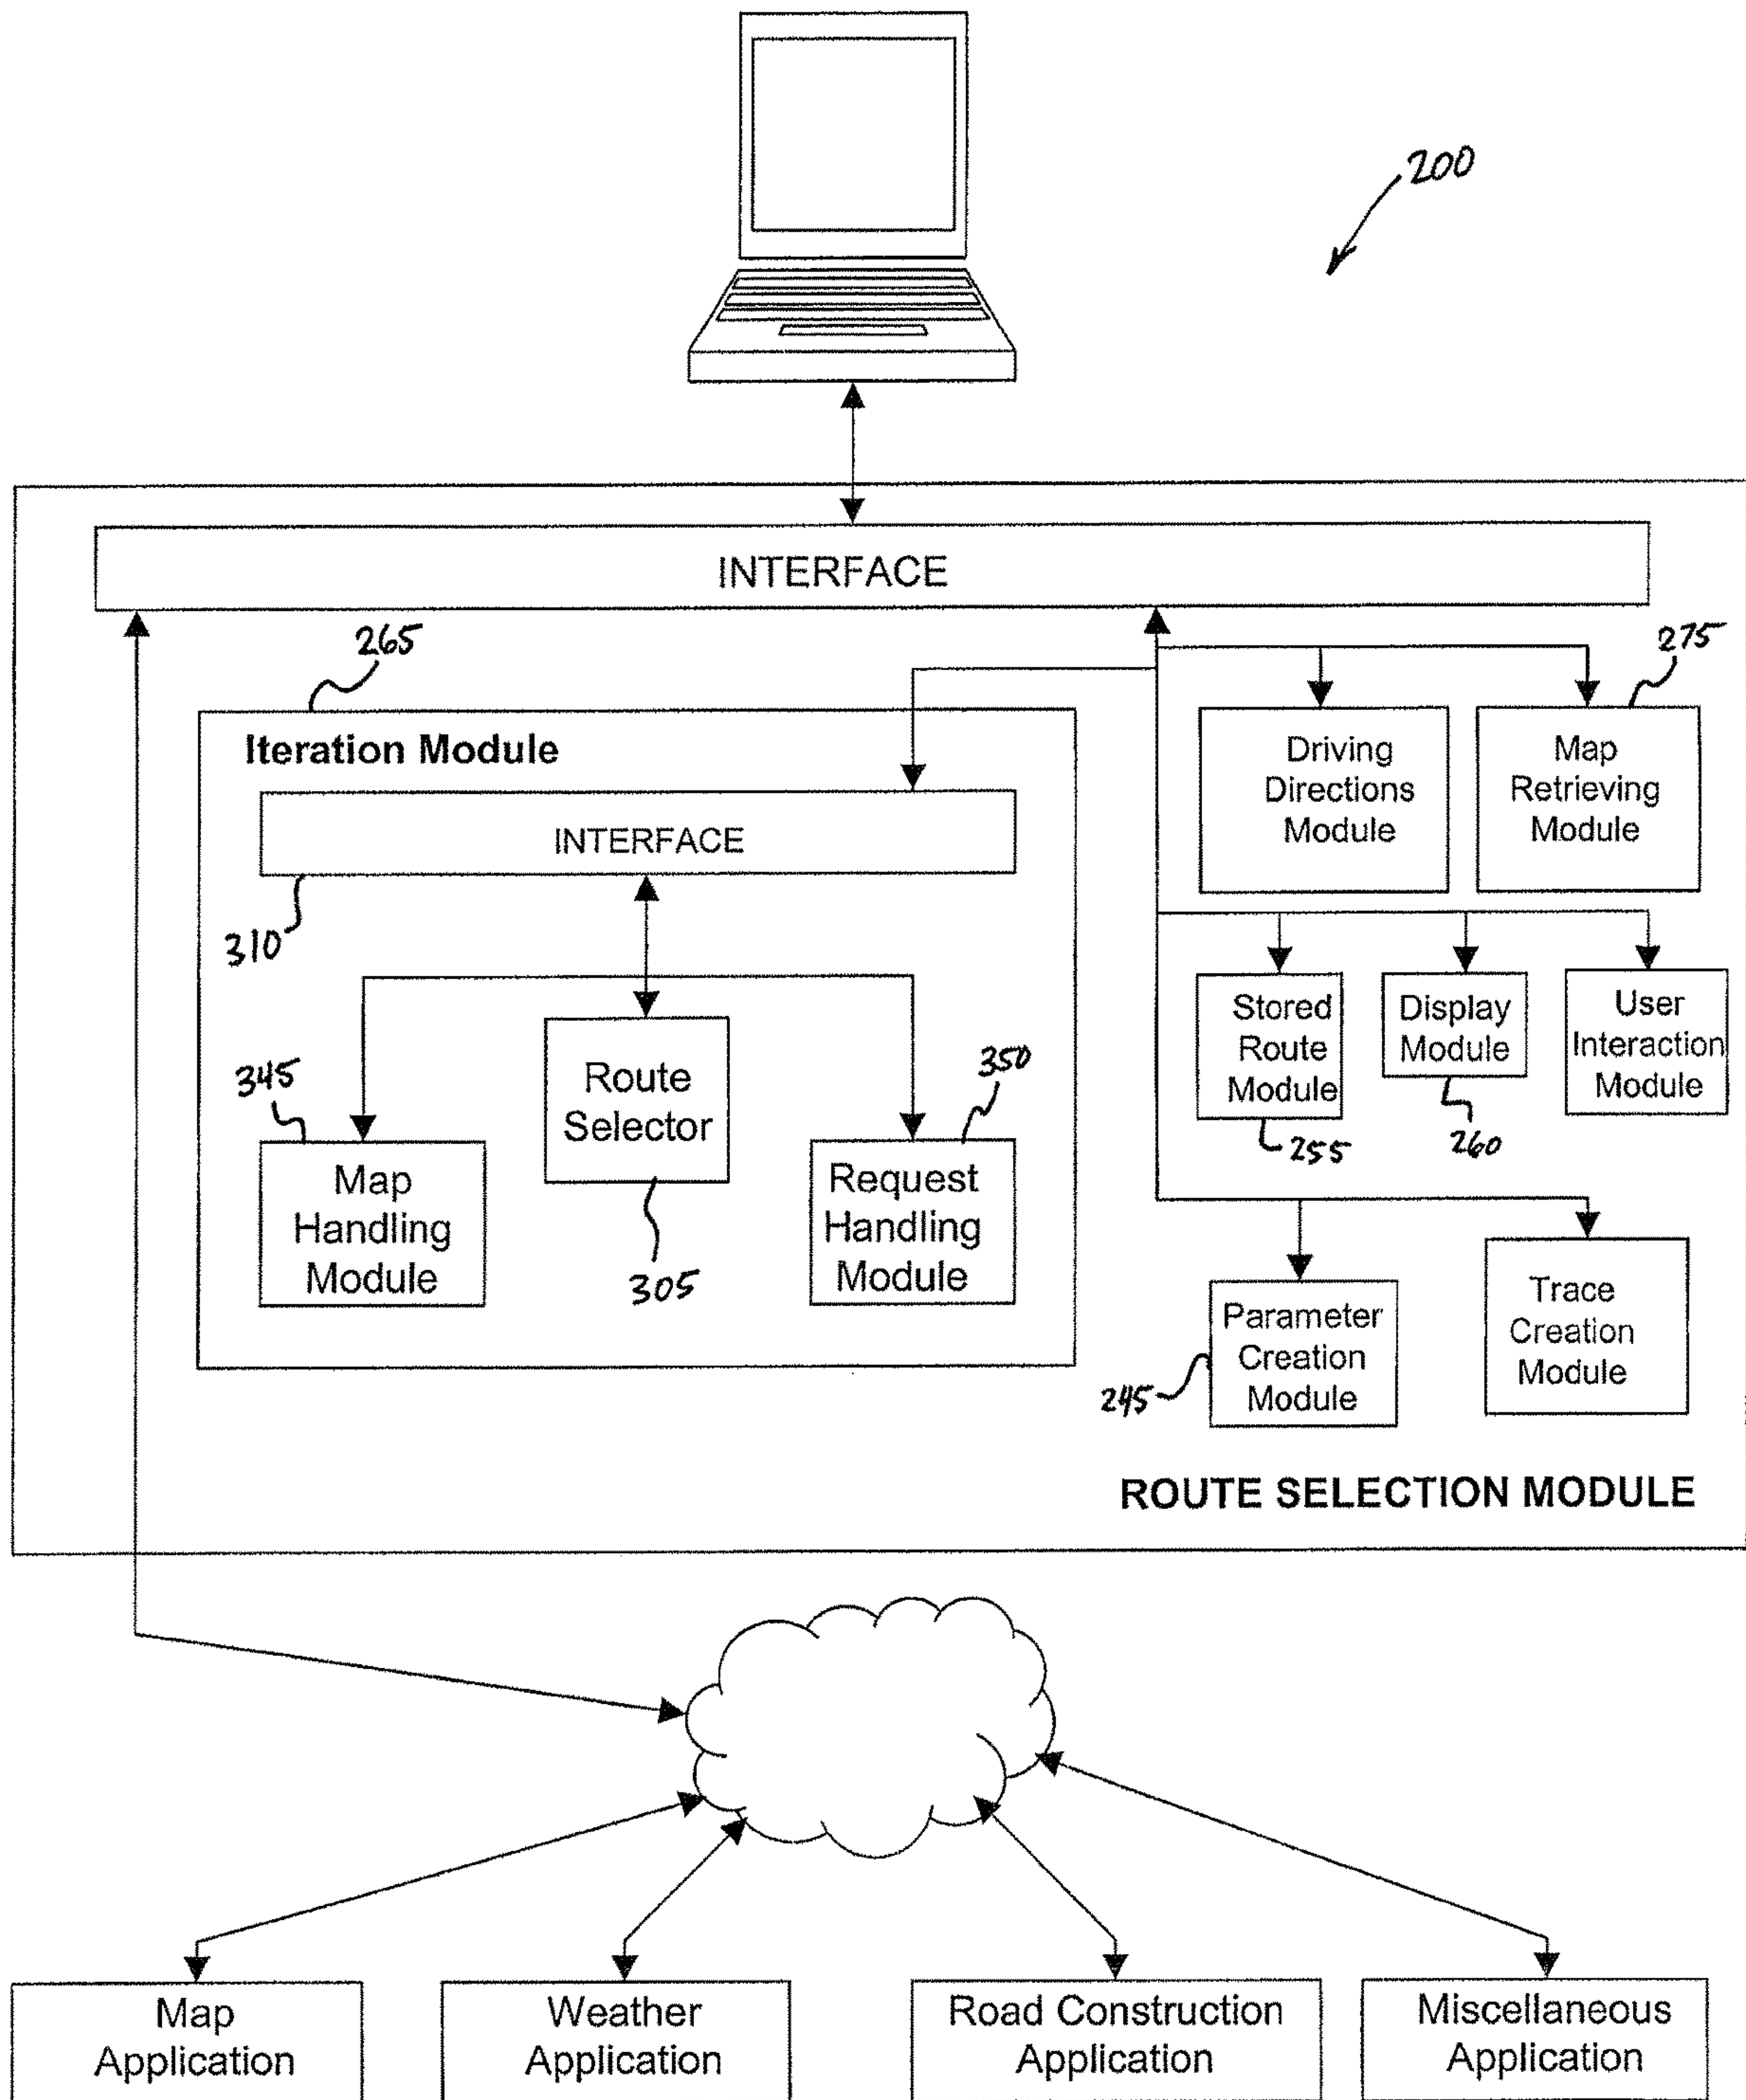 200
INTERFACE
265
275
Iteration Module
Driving
Directions
Module
Map
Retrieving
Module
INTERFACE
310
Stored
Route
Module
Display
Module
User
Interaction
Module
255
260
345
Route
Selector
350
Map
Handling
Module
305
Request
Handling
Module
Parameter
Creation
Module
245
Trace
Creation
Module
ROUTE SELECTION MODULE
Map
Application
Weather
Application
Road Construction
Application
Miscellaneous
Application